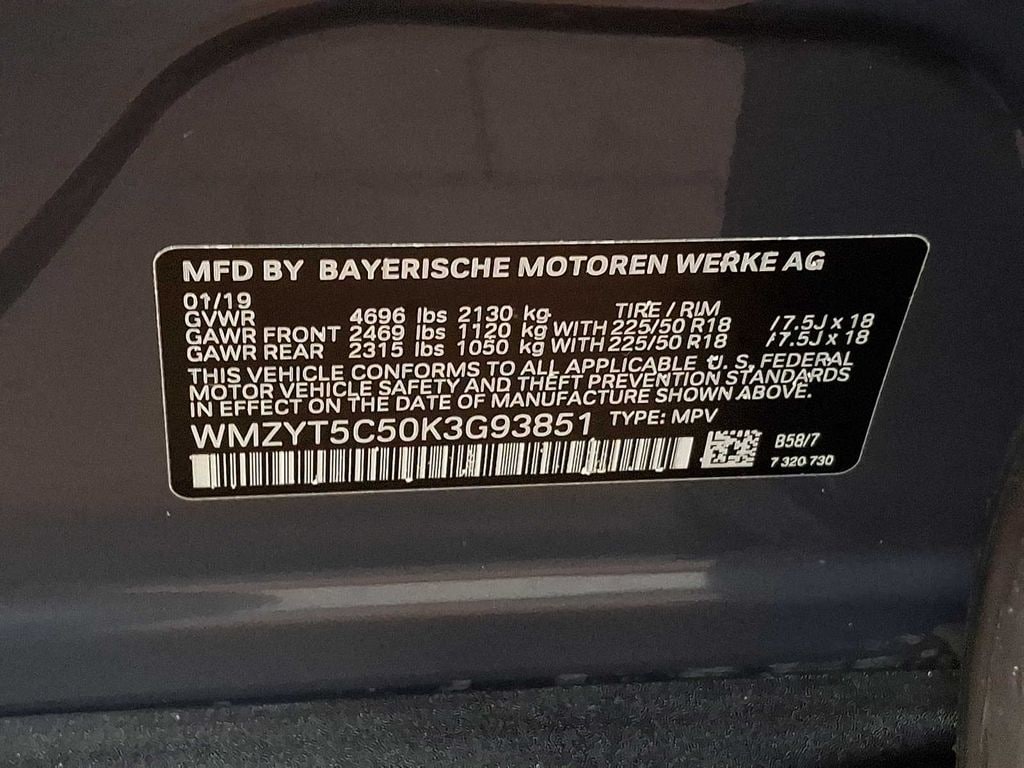 MFD BY BAYERISCHE MOTOREN WERKE AG
01/19 TIRE / RIM
GVWR 4696 lbs 2130 kg
GAWR FRONT 2469 lbs 1120 kg WITH 225/50 R18 /7.5J x 18
GAWR REAR 2315 lbs 1050 kg WITH 225/50 R18 /7.5J x 18
THIS VEHICLE CONFORMS TO ALL APPLICABLE U. S. FEDERAL
MOTOR VEHICLE SAFETY AND THEFT PREVENTION STANDARDS
IN EFFECT ON THE DATE OF MANUFACTURE SHOWN ABOVE.
WMZYT5C50K3G93851 TYPE: MPV
B58/7
7 320 730